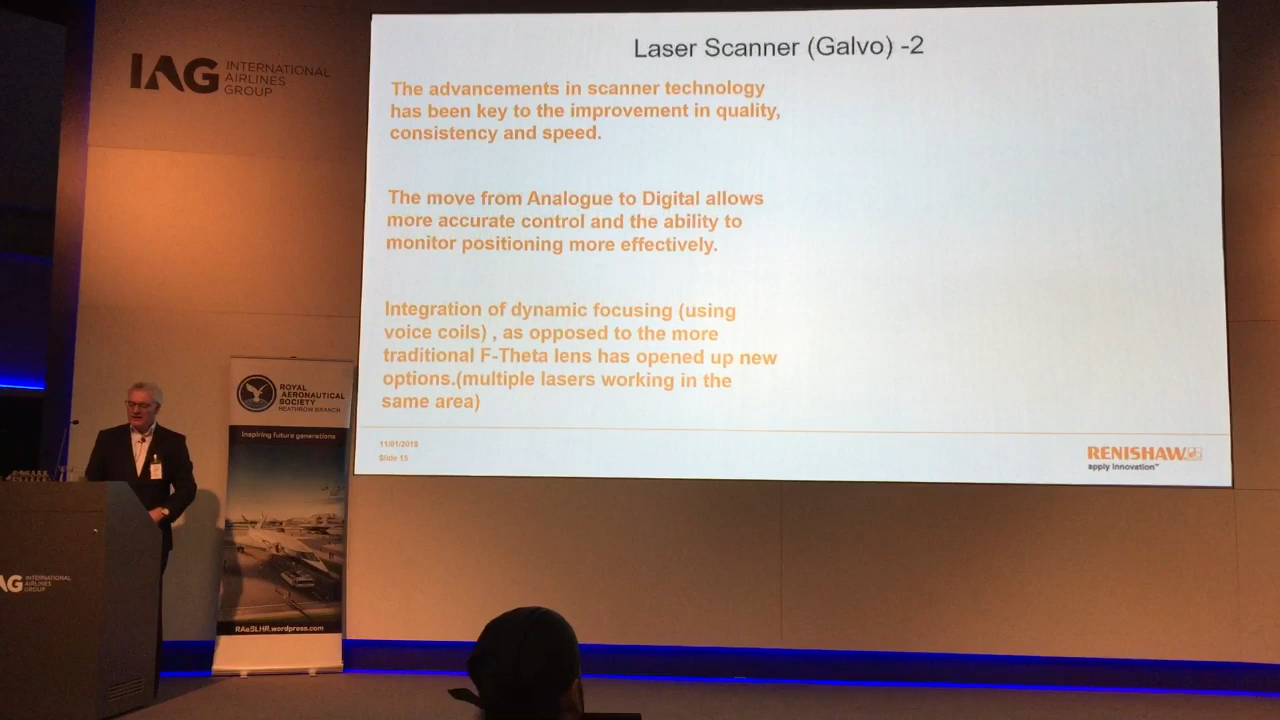 IAG INTERNATIONAL
AIRLINES
GROUP
Laser Scanner (Galvo) -2
The advancements in scanner technology
has been key to the improvement in quality,
consistency and speed.
The move from Analogue to Digital allows
more accurate control and the ability to
monitor positioning more effectively.
Integration of dynamic focusing (using
voice coils) , as opposed to the more
traditional F-Theta lens has opened up new
options.(multiple lasers working in the
same area)
11/01/2018
Slide 15
RENISHAW
apply innovation™
ROYAL
AERONAUTICAL
SOCIETY
HEATHROW BRANCH
Inspiring future generations
RAeSLHR.wordpress.com
AG INTERNATIONAL
AIRLINES
GROUP